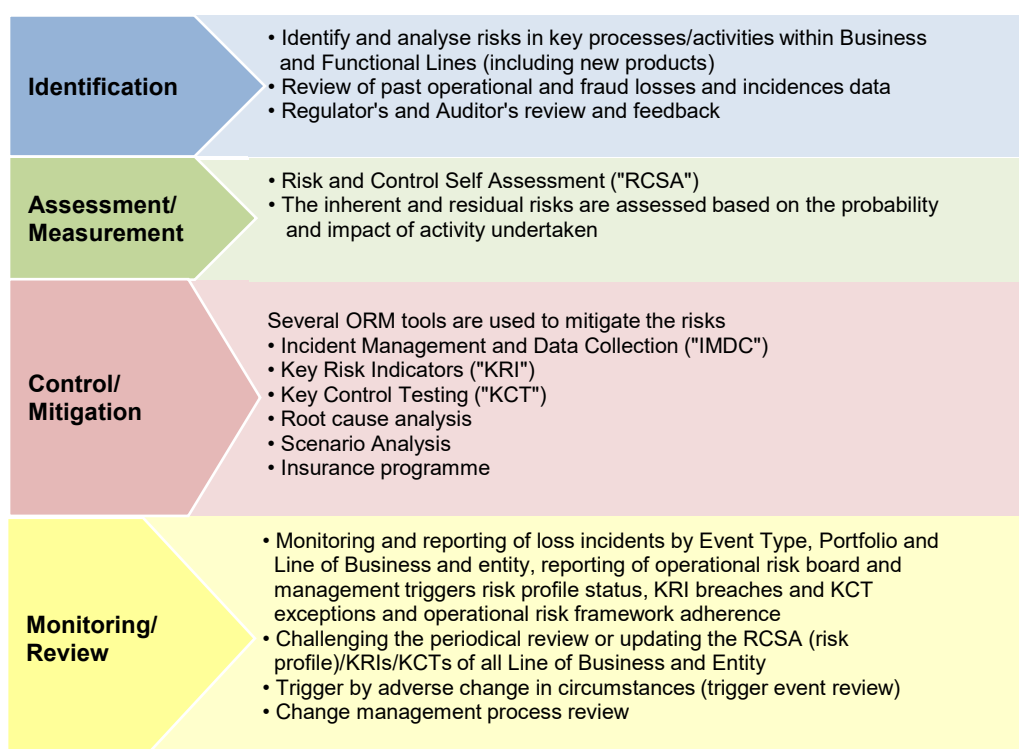 Identification
• Identify and analyse risks in key processes/activities within Business
and Functional Lines (including new products)
• Review of past operational and fraud losses and incidences data
• Regulator's and Auditor's review and feedback
Assessment/
Measurement
• Risk and Control Self Assessment ("RCSA")
• The inherent and residual risks are assessed based on the probability
and impact of activity undertaken
Control/
Mitigation
Several ORM tools are used to mitigate the risks
• Incident Management and Data Collection ("IMDC")
• Key Risk Indicators ("KRI")
• Key Control Testing ("KCT")
• Root cause analysis
• Scenario Analysis
• Insurance programme
Monitoring/
Review
• Monitoring and reporting of loss incidents by Event Type, Portfolio and
Line of Business and entity, reporting of operational risk board and
management triggers risk profile status, KRI breaches and KCT
exceptions and operational risk framework adherence
• Challenging the periodical review or updating the RCSA (risk
profile)/KRIs/KCTs of all Line of Business and Entity
• Trigger by adverse change in circumstances (trigger event review)
• Change management process review